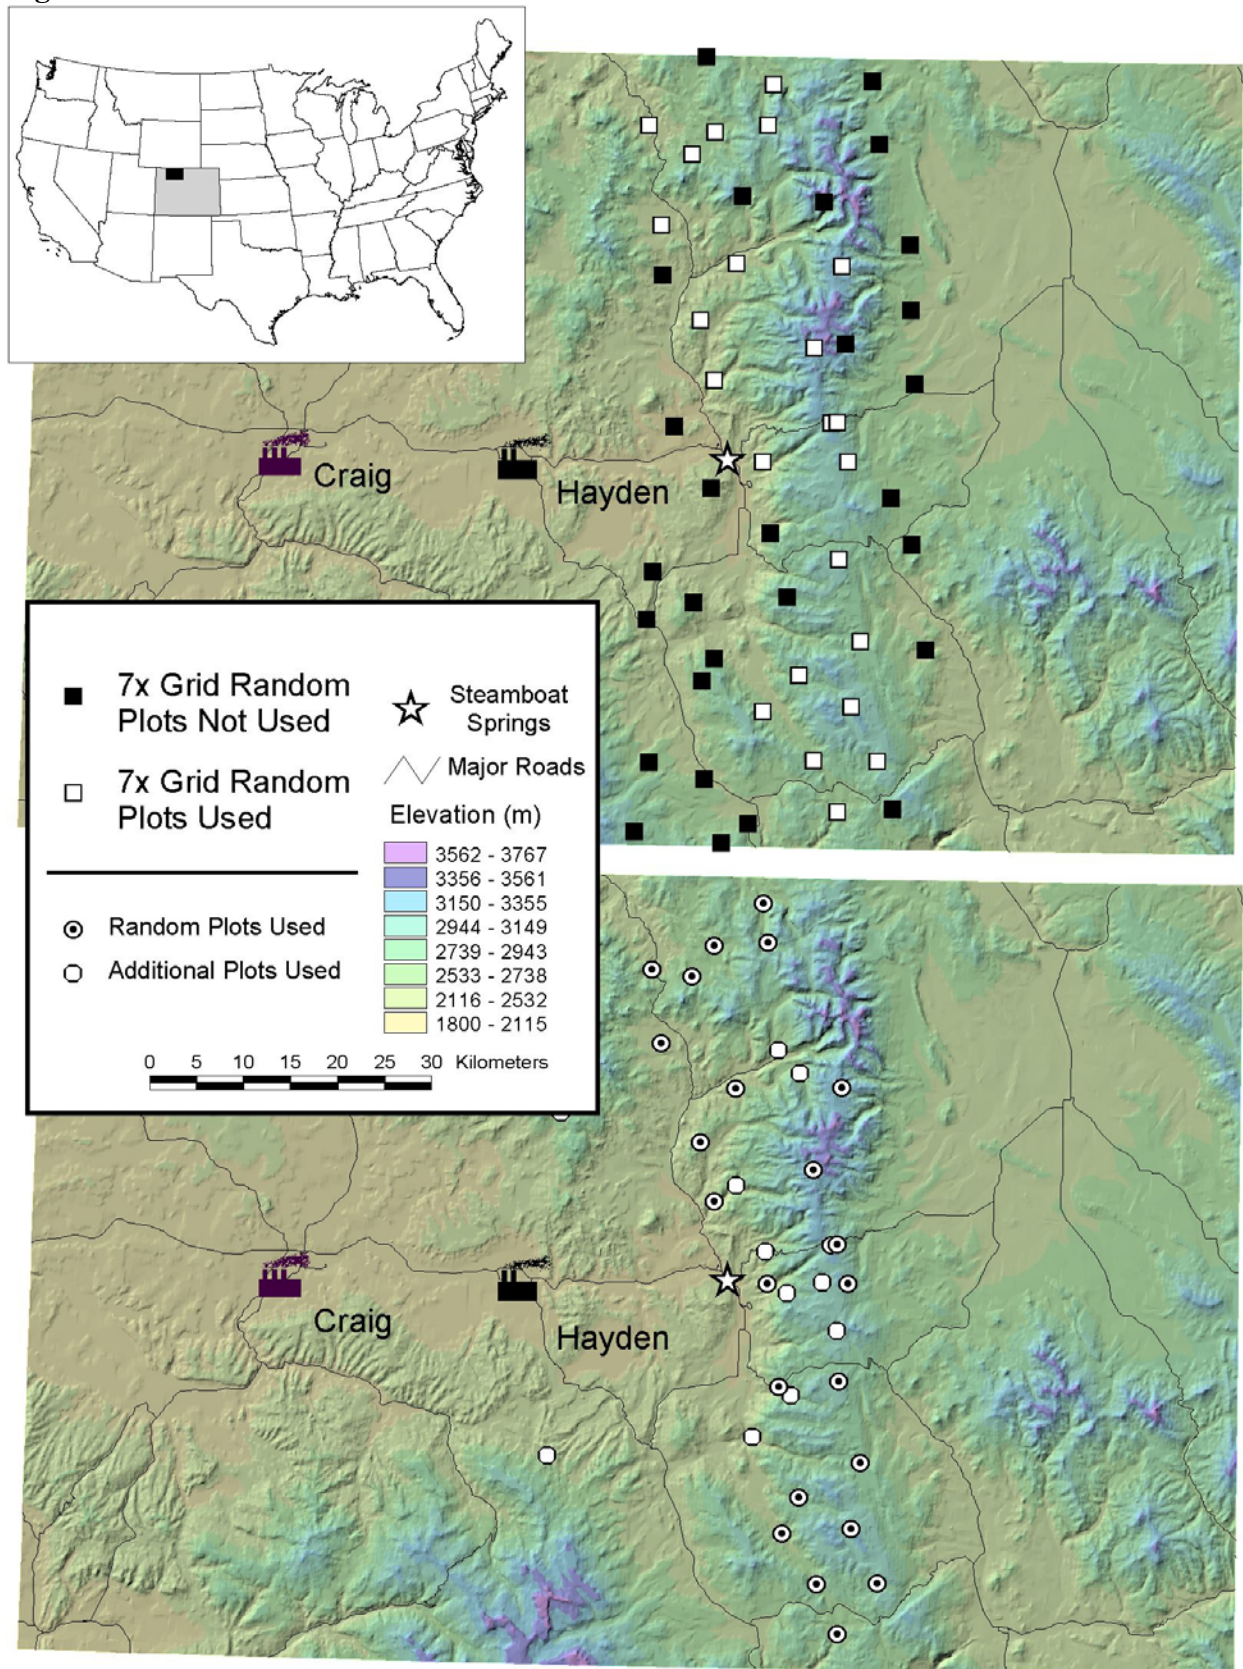 Craig
Hayden
7x Grid Random
Plots Not Used
7x Grid Random
Plots Used
Random Plots Used
Additional Plots Used
Steamboat
Springs
Major Roads
Elevation (m)
3562 - 3767
3356 - 3561
3150 - 3355
2944 - 3149
2739 - 2943
2533 - 2738
2116 - 2532
1800 - 2115
0 5 10 15 20 25 30 Kilometers
Craig
Hayden